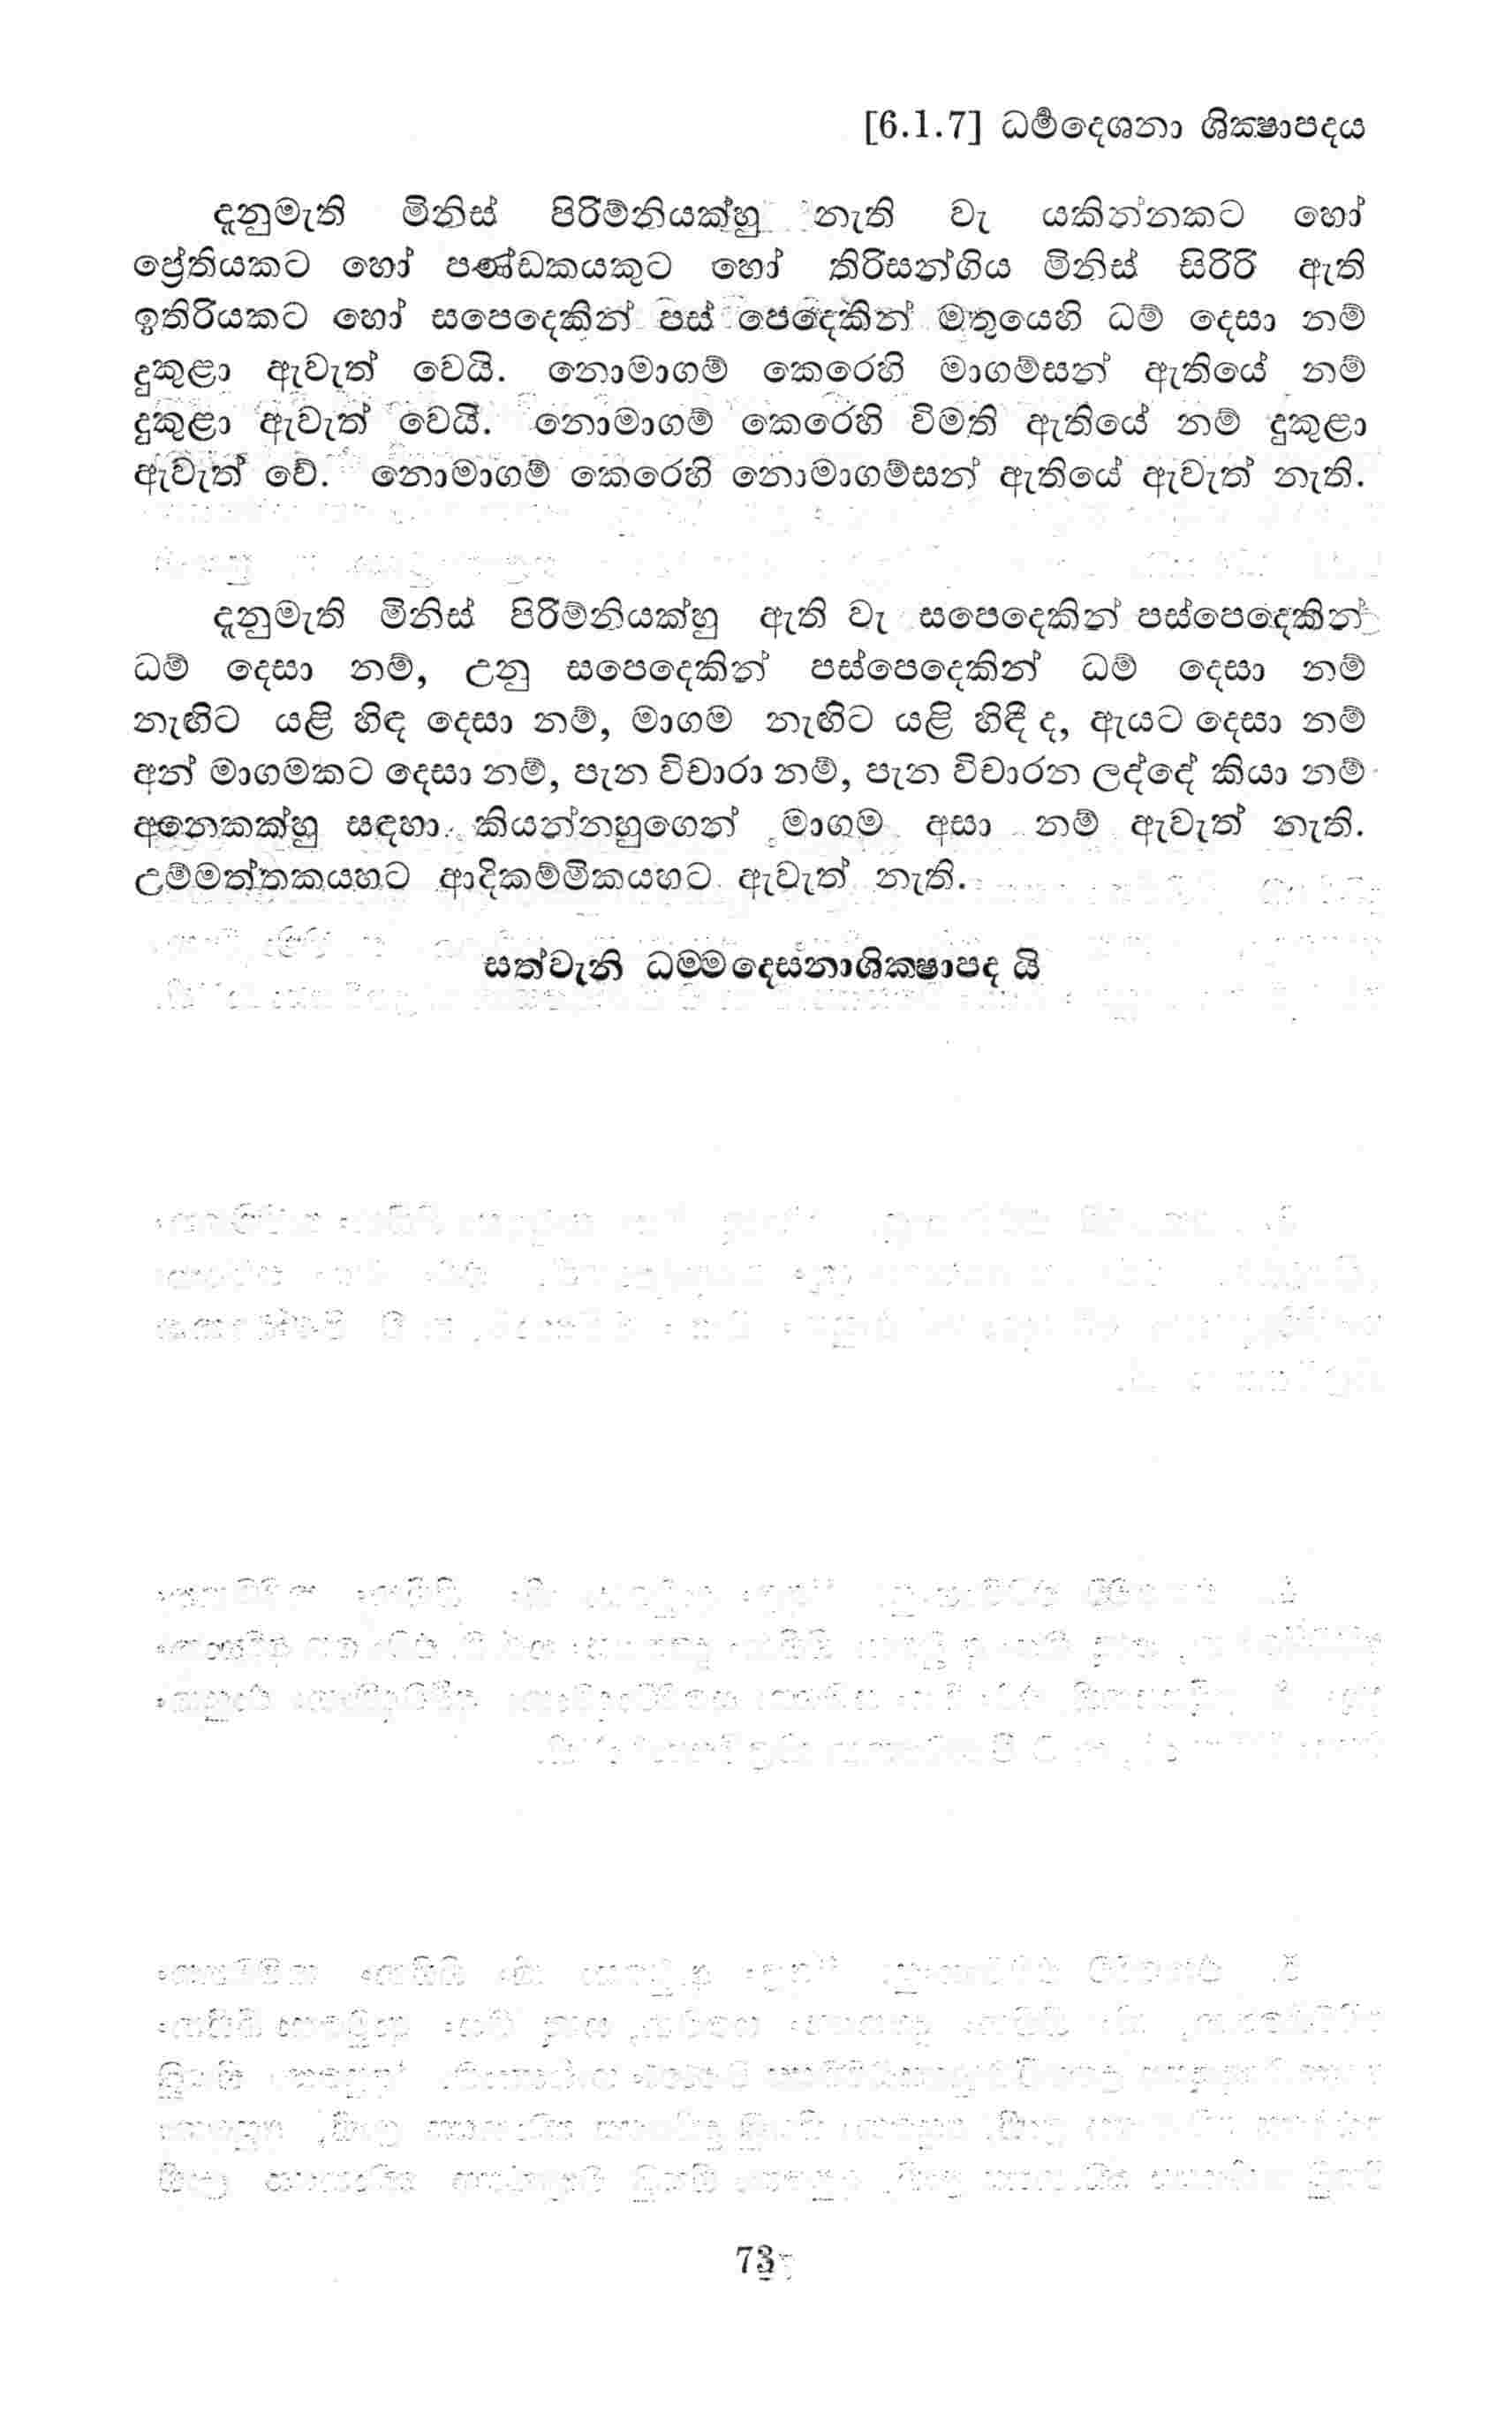 [6.1.7] ධර්‍මදෙශනා ශික්‍ෂාපදය
දැනුමැති මිනිස් පිරිම්නියක්හු නැති වැ යකින්නකට හෝ
ප්‍රේතියකට හෝ පණ්ඩකයකුට හෝ තිරිසන්ගිය මිනිස් සිරිරි ඇති
ඉතිරියකට හෝ සපෙදෙකින් පස් පෙදෙකින් මතුයෙහි ධම් දෙසා නම්
දුකුළා ඇවැත් වෙයි. නොමාගම් කෙරෙහි මාගම්සන් ඇතියේ නම්
දුකුළා ඇවැත් වෙයි. නොමාගම් කෙරෙහි විමති ඇතියේ නම් දුකුළා
ඇවැත් වේ. නොමාගම් කෙරෙහි නොමාගම්සන් ඇතියේ ඇවැත් නැති.
දැනුමැති මිනිස් පිරිම්නියක්හු ඇති වැ සපෙදෙකින් පස්පෙදෙකින්
ධම් දෙසා නම්, උනු සපෙදෙකින් පස්පෙදෙකින් ධම් දෙසා නම්
නැඟිට යළි හිඳ දෙසා නම්, මාගම නැඟිට යළි හිඳී ද, ඇයට දෙසා නම්
අන් මාගමකට දෙසා නම්, පැන විචාරා නම්, පැන විචාරන ලද්දේ කියා නම්
අනෙකක්හු සඳහා කියන්නහුගෙන් මාගම අසා නම් ඇවැත් නැති.
උම්මත්තකයහට ආදිකම්මිකයහට ඇවැත් නැති.
සත්වැනි ධම්මදෙසනාශික්‍ෂාපද යි
73